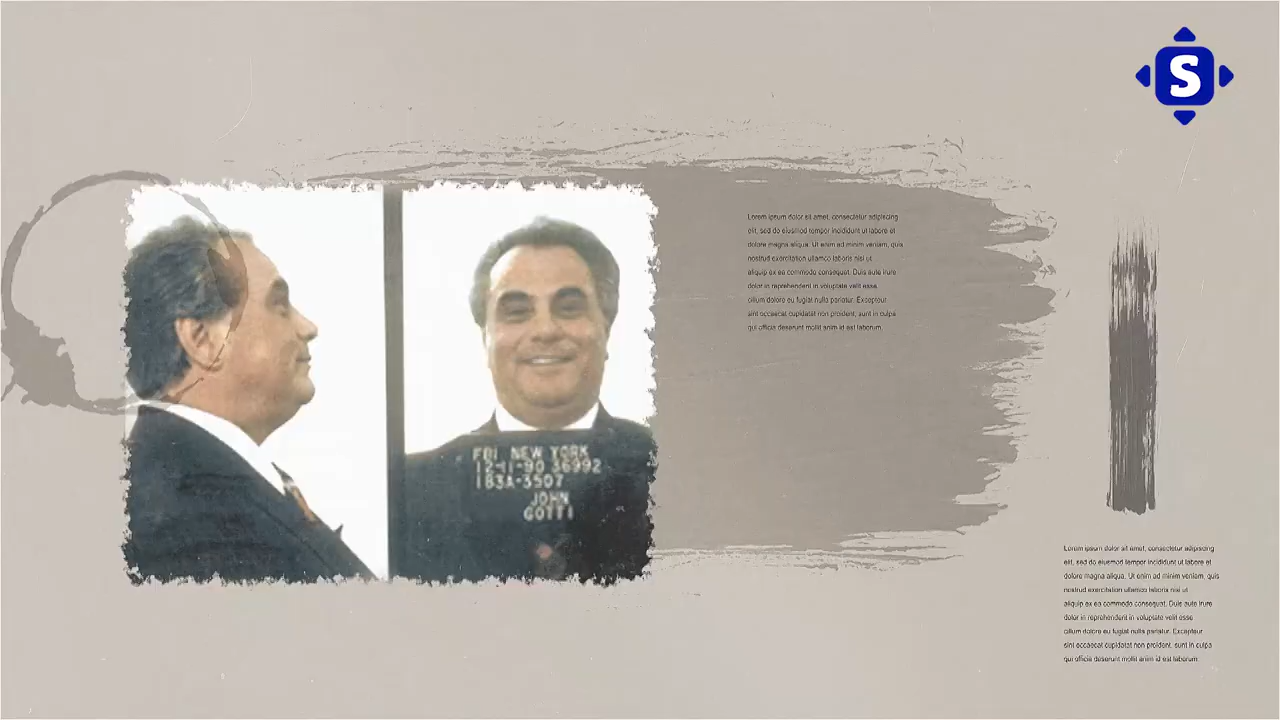 S
FBI, NEW YORK
12-11-90 36992
183A-3507
JOHN
GOTTI
Lorem ipsum dolor sit amet, consectetur adipiscing
elit, sed do eiusmod tempor incididunt ut labore et
dolore magna aliqua. Ut enim ad minim veniam, quis
nostrud exercitation ullamco laboris nisi ut
aliquip ex ea commodo consequat. Duis aute irure
dolor in reprehenderit in voluptate velit esse
cillum dolore eu fugiat nulla pariatur. Excepteur
sint occaecat cupidatat non proident, sunt in culpa
qui officia deserunt mollit anim id est laborum.
Lorem ipsum dolor sit amet, consectetur adipiscing
elit, sed do eiusmod tempor incididunt ut labore et
dolore magna aliqua. Ut enim ad minim veniam, quis
nostrud exercitation ullamco laboris nisi ut
aliquip ex ea commodo consequat. Duis aute irure
dolor in reprehenderit in voluptate velit esse
cillum dolore eu fugiat nulla pariatur. Excepteur
sint occaecat cupidatat non proident, sunt in culpa
qui officia deserunt mollit anim id est laborum.